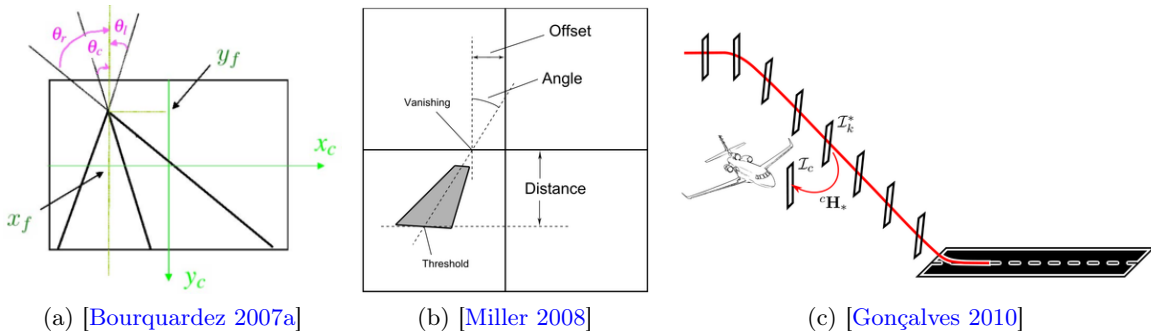 θr
θl
θc
yf
xc
xf
yc
Offset
Angle
Vanishing
Distance
Threshold
ℐ*k
ℐc
cH*
(a) [Bourquardez 2007a]
(b) [Miller 2008]
(c) [Gonçalves 2010]